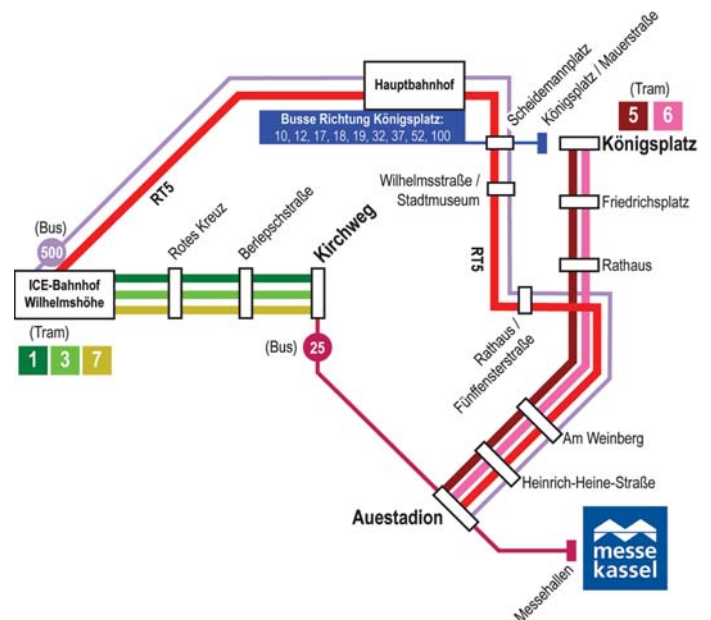 Hauptbahnhof
Busse Richtung Königsplatz:
10, 12, 17, 18, 19, 32, 37, 52, 100
Scheidemannplatz
Königsplatz / Mauerstraße
(Tram)
5 6
Königsplatz
Wilhelmsstraße /
Stadtmuseum
Friedrichsplatz
Rathaus
RT5
RT5
(Bus)
500
Rotes Kreuz
Berlepschstraße
Kirchweg
ICE-Bahnhof
Wilhelmshöhe
(Tram)
1 3 7
(Bus) 25
Rathaus /
Fünffensterstraße
Am Weinberg
Heinrich-Heine-Straße
Auestadion
Messehallen
messe
kassel